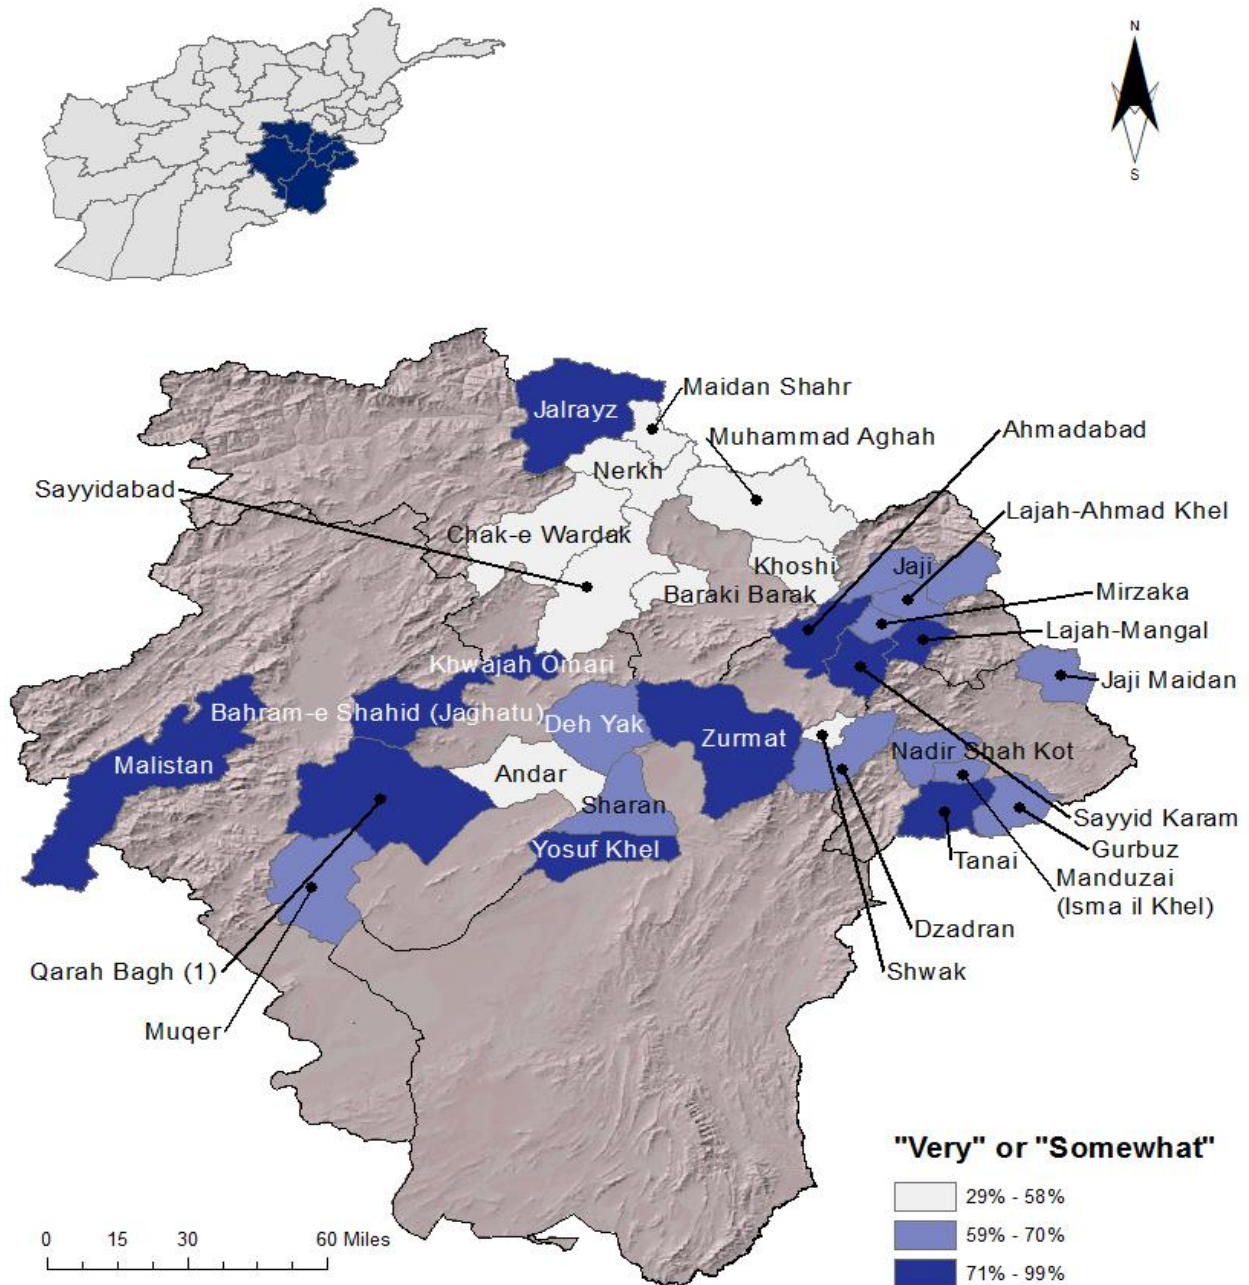 N
S
Maidan Shahr
Jalrayz
Muhammad Aghah
Ahmadabad
Nerkh
Sayyidabad
Lajah-Ahmad Khel
Chak-e Wardak
Khoshi
Jaji
Baraki Barak
Mirzaka
Lajah-Mangal
Khwajah Omari
Jaji Maidan
Bahram-e Shahid (Jaghatu)
Deh Yak
Zurmat
Nadir Shah Kot
Malistan
Andar
Sharan
Sayyid Karam
Yosuf Khel
Gurbuz
Tanai
Manduzai
(Isma il Khel)
Dzadran
Qarah Bagh (1)
Shwak
Muqer
"Very" or "Somewhat"
29% - 58%
59% - 70%
71% - 99%
0 15 30 60 Miles